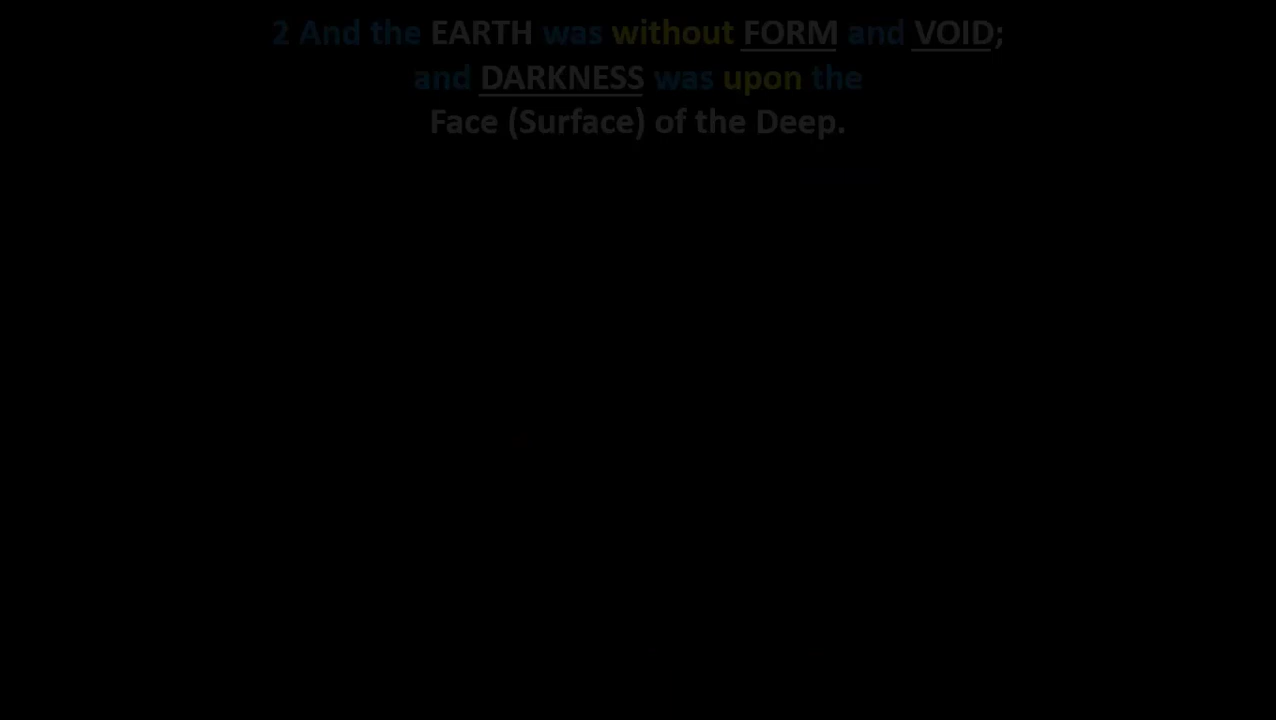 2 And the EARTH was without FORM and VOID;
and DARKNESS was upon the
Face (Surface) of the Deep.